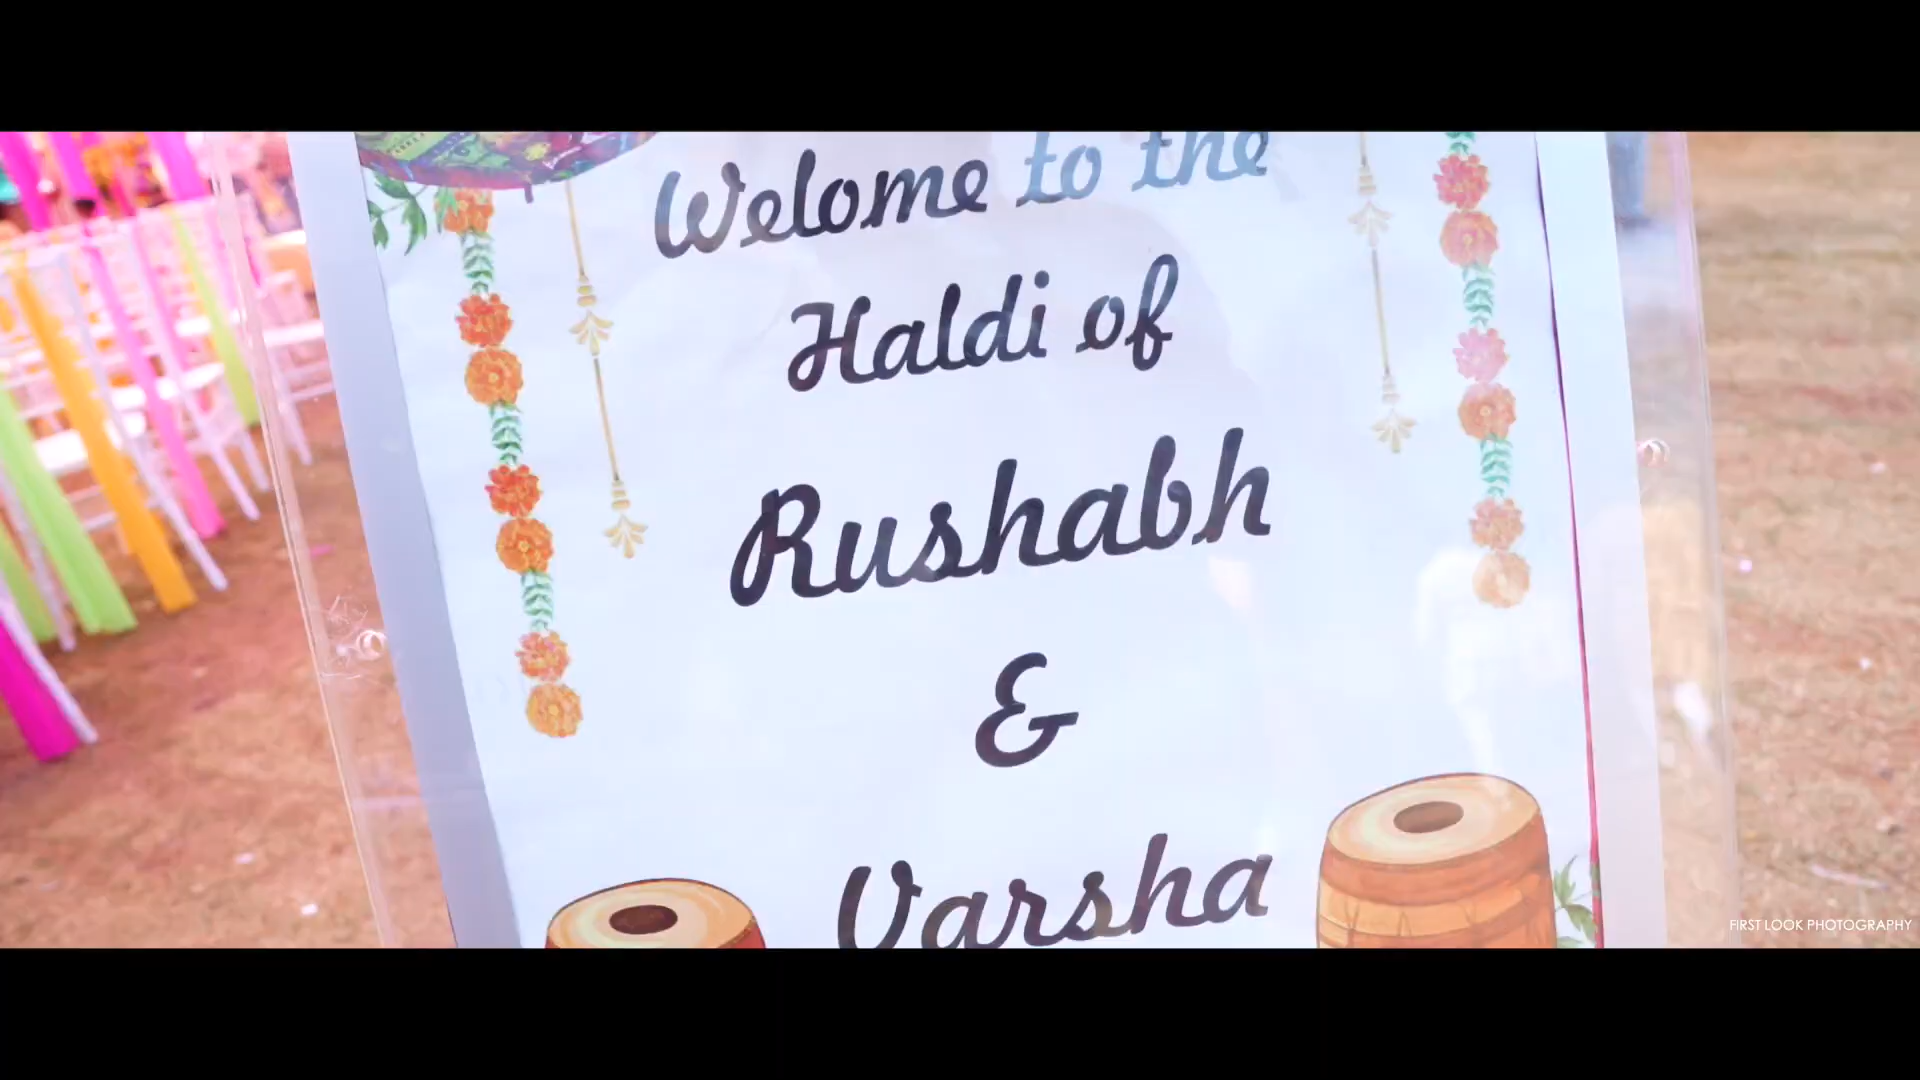 Welome to the
Haldi of
Rushabh
&
Varsha
FIRST LOOK PHOTOGRAPHY